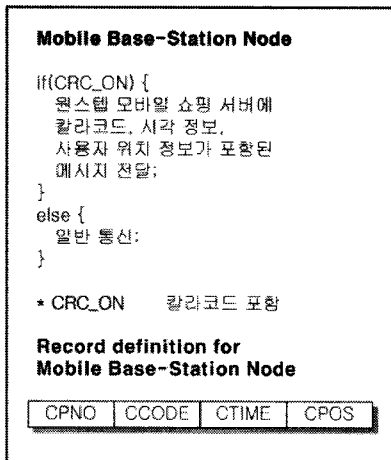 Mobile Base-Station Node
if(CRC_ON) {
원스텝 모바일 쇼핑 서버에
칼라코드, 시각 정보,
사용자 위치 정보가 포함된
메시지 전달;
}
else {
일반 통신;
}
* CRC_ON 칼라코드 포함
Record definition for
Mobile Base-Station Node
CPNO CCODE CTIME CPOS